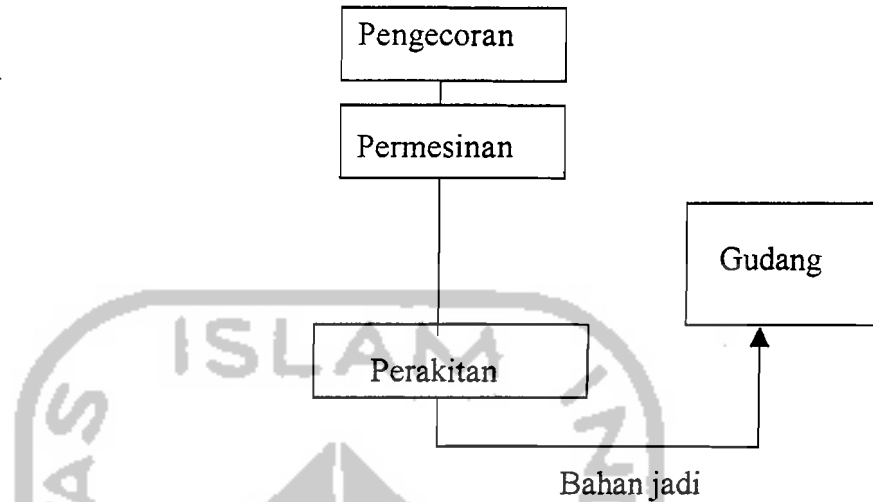 Pengecoran
Permesinan
Gudang
ISLAM
Perakitan
Bahan jadi